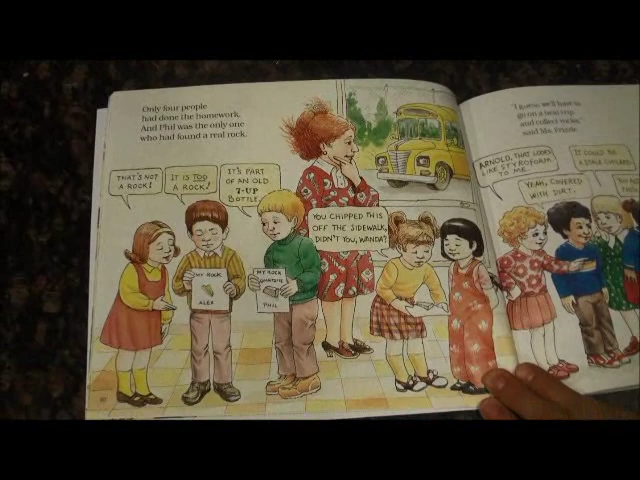 Only four people
had done the homework.
And Phil was the only one
who had found a real rock.
THAT'S NOT
A ROCK!
IT IS TOO
A ROCK!
IT'S PART
OF AN OLD
7-UP
BOTTLE.
MY ROCK
ALEX
MY ROCK
PHIL
YOU CHIPPED THIS
OFF THE SIDEWALK,
DIDN'T YOU, WANDA?
"I guess we'll have to
go on a field trip
and collect rocks,"
said Ms. Frizzle.
ARNOLD, THAT LOOKS
LIKE STYROFOAM
TO ME.
YEAH, COVERED
WITH DIRT.
IT COULD BE
A STALE